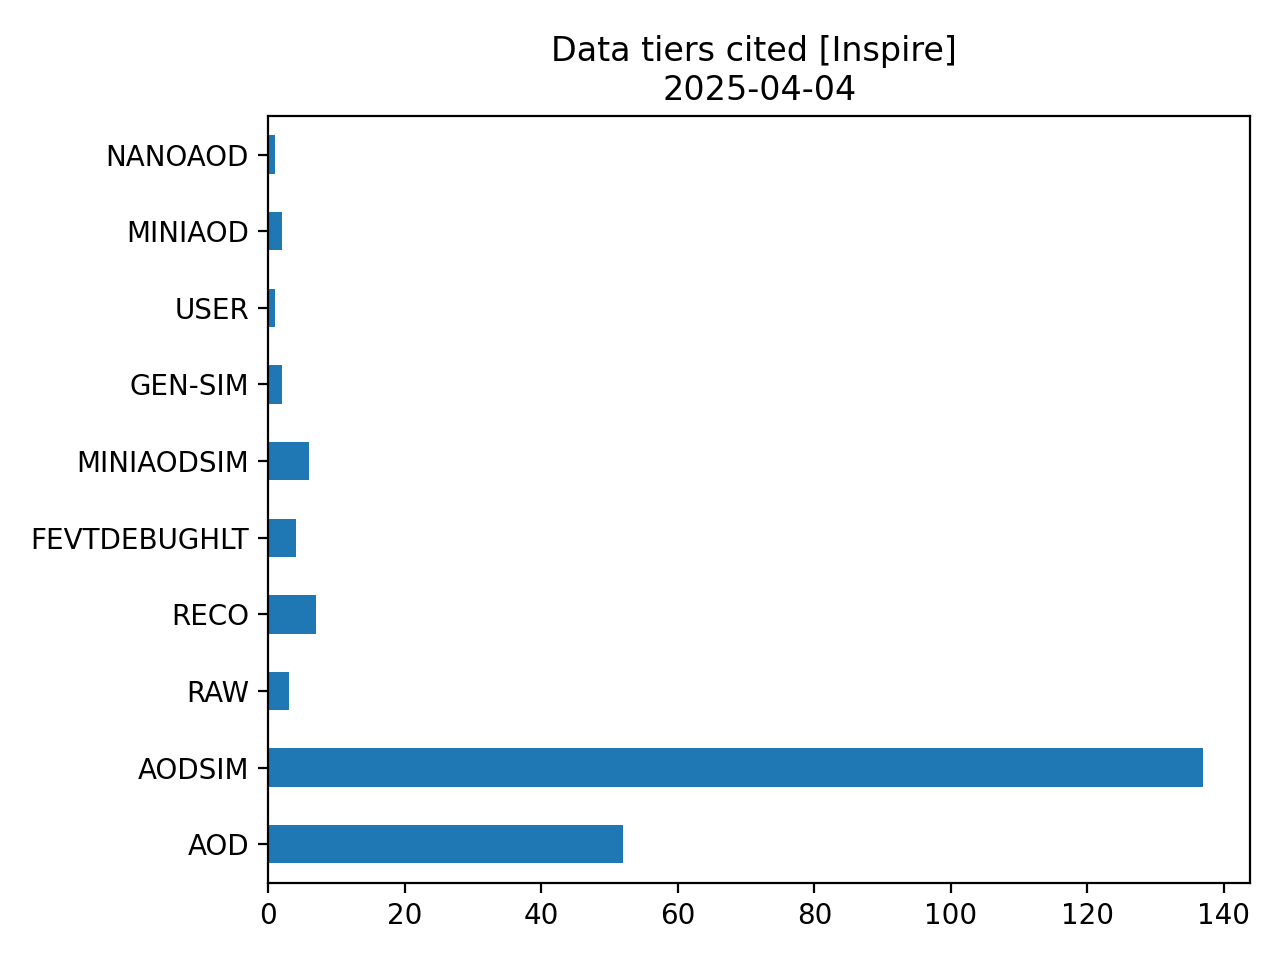 Data tiers cited [Inspire]
2025-04-04
NANOAOD
MINIAOD
USER
GEN-SIM
MINIAODSIM
FEVTDEBUGHLT
RECO
RAW
AODSIM
AOD
0 20 40 60 80 100 120 140